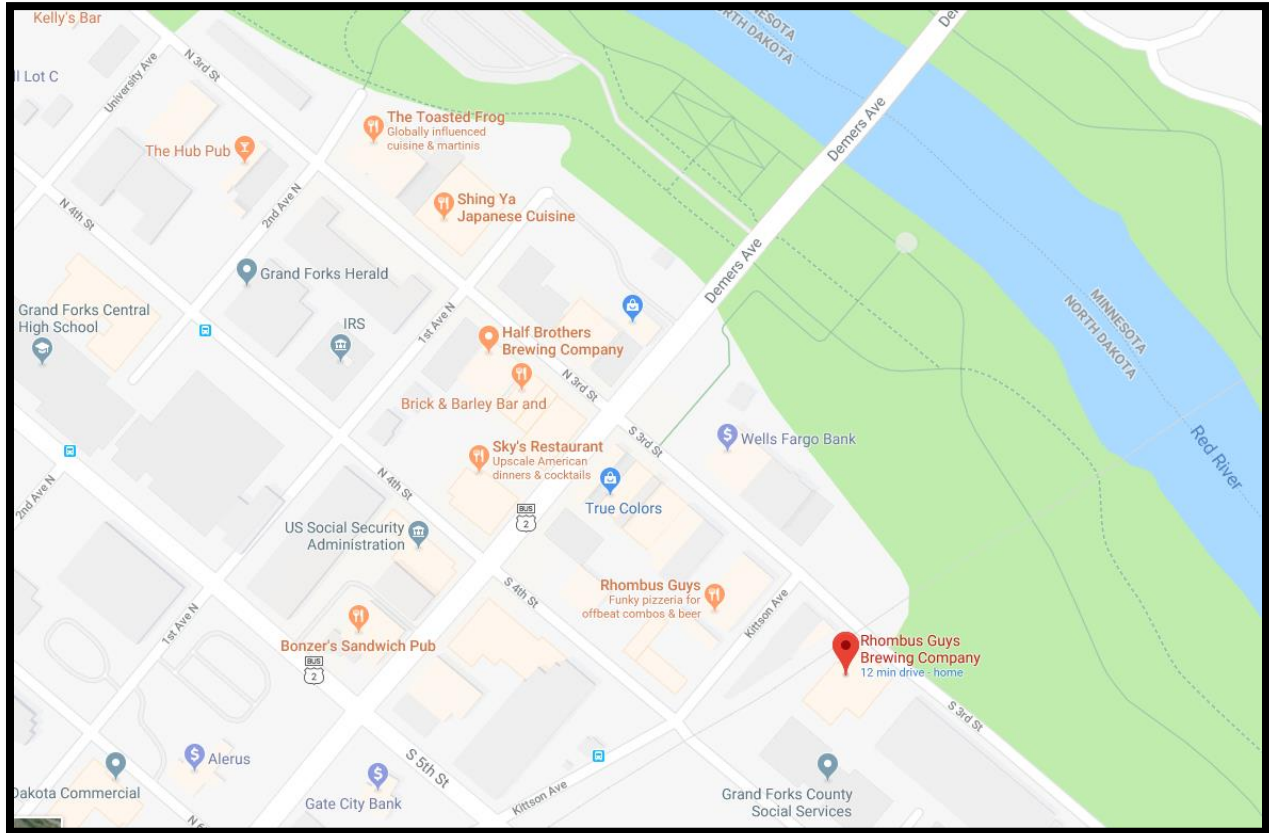 Kelly's Bar
MINNESOTA
NORTH DAKOTA
N 3rd St
University Ave
ll Lot C
The Toasted Frog
Globally influenced
cuisine & martinis
Demers Ave
The Hub Pub
2nd Ave N
Shing Ya
Japanese Cuisine
N 4th St
Demers Ave
Grand Forks Herald
Grand Forks Central
High School
IRS
1st Ave N
Half Brothers
Brewing Company
MINNESOTA
NORTH DAKOTA
N 3rd St
Brick & Barley Bar and
S 3rd St
Wells Fargo Bank
Red River
Sky's Restaurant
Upscale American
dinners & cocktails
N 4th St
2nd Ave N
True Colors
BUS
2
US Social Security
Administration
S 4th St
Rhombus Guys
Funky pizzeria for
offbeat combos & beer
Kittson Ave
1st Ave N
Bonzer's Sandwich Pub
BUS
2
Rhombus Guys
Brewing Company
12 min drive - home
S 3rd St
Alerus
S 5th St
Dakota Commercial
Gate City Bank
Kittson Ave
Grand Forks County
Social Services